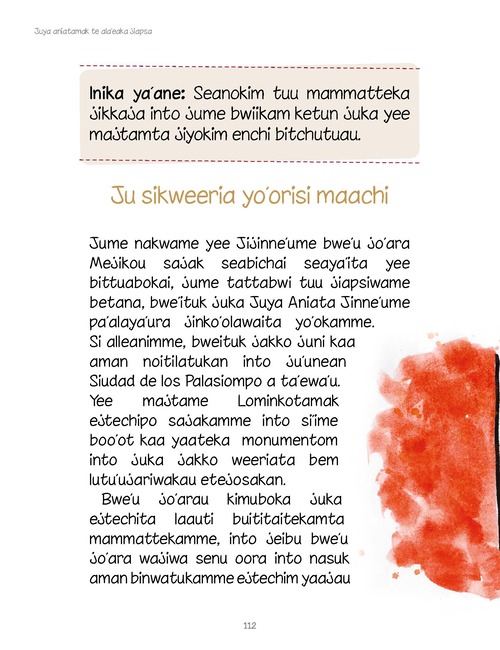 Juya aniatamak te ala'eaka Jiapsa
Inika ya'ane: Seanokim tuu mammatteka
jikkaja into jume bwiikam ketun juka yee
majtamta jiyokim enchi bitchutuau.
Ju sikweeria yo'orisi maachi
Jume nakwame yee Jijinne'ume bwe'u jo'ara
Mejikou sajak seabichai seaya'ita yee
bittuabokai, jume tattabwi tuu jiapsiwame
betana, bwe'ituk juka Juya Aniata Jinne'ume
pa'alaya'ura jinko'olawaita yo'okamme.
Si alleanimme, bweituk jakko juni kaa
aman noitilatukan into ju'unean
Siudad de los Palasiompo a ta'ewa'u.
Yee majtame Lominkotamak
ejtechipo sajakamme into si'ime
boo'ot kaa yaateka monumentom
into juka jakko weeriata bem
lutu'ujariwakau etejosakan.
Bwe'u jo'arau kimuboka juka
ejtechita laauti buititaitekamta
mammattekamme, into jeibu bwe'u
jo'ara wajiwa senu oora into nasuk
aman binwatukamme ejtechim yaajau
112